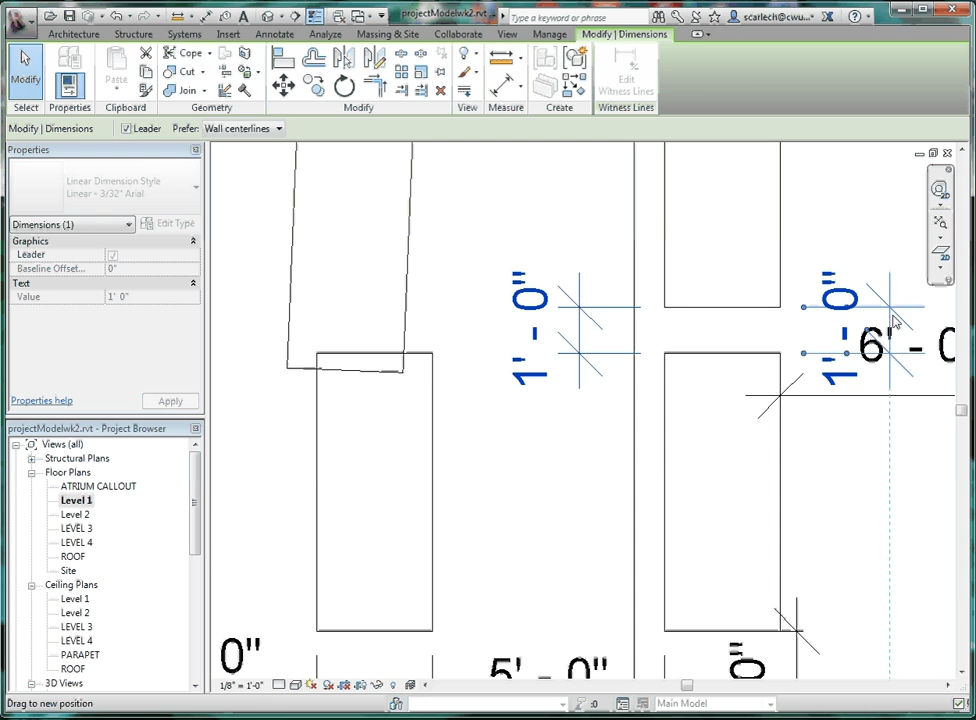 projectModelwk2.rvt
Type a keyword or phrase
scarlech@cwu...
Architecture Structure Systems Insert Annotate Analyze Massing & Site Collaborate View Manage Modify | Dimensions
Modify
Paste
Cope
Cut
Join
Edit Witness Lines
Select Properties Clipboard Geometry Modify View Measure Create Witness Lines
Modify | Dimensions Leader Prefer: Wall centerlines
Properties
Linear Dimension Style
Linear - 3/32" Arial
Dimensions (1) Edit Type
Graphics
Leader
Baseline Offset... 0"
Text
Value 1' 0"
Properties help Apply
projectModelwk2.rvt - Project Browser
Views (all)
Structural Plans
Floor Plans
ATRIUM CALLOUT
Level 1
Level 2
LEVEL 3
LEVEL 4
ROOF
Site
Ceiling Plans
Level 1
Level 2
LEVEL 3
LEVEL 4
PARAPET
ROOF
3D Views
1' - 0"
1' - 0"
6' - 0
0"
5' - 0"
0"
2D
2D
1/8" = 1'-0"
Drag to new position
:0
Main Model